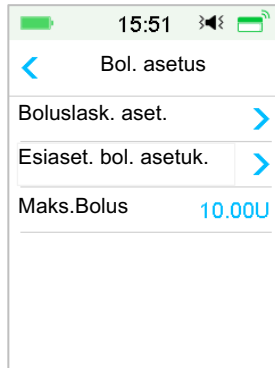 15:51
Bol. asetus
Boluslask. aset.
Esiaset. bol. asetuk.
Maks.Bolus 10.00U